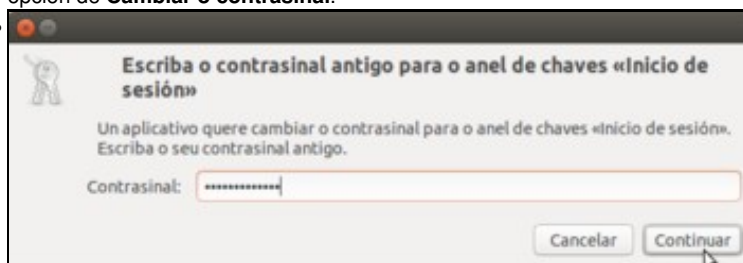 opción de Cambiar o contrasinal.
Escriba o contrasinal antigo para o anel de chaves «Inicio de
sesión»
Un aplicativo quere cambiar o contrasinal para o anel de chaves «Inicio de sesión».
Escriba o seu contrasinal antigo.
Contrasinal: •••••••••••••
Cancelar Continuar